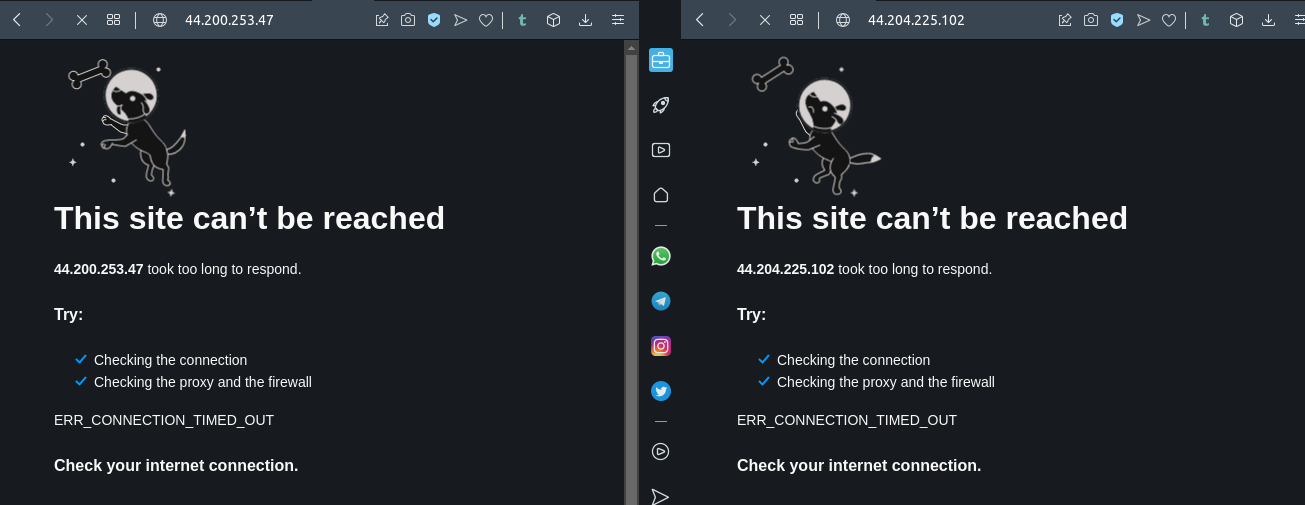 44.200.253.47
This site can’t be reached
44.200.253.47 took too long to respond.
Try:
Checking the connection
Checking the proxy and the firewall
ERR_CONNECTION_TIMED_OUT
Check your internet connection.
44.204.225.102
This site can’t be reached
44.204.225.102 took too long to respond.
Try:
Checking the connection
Checking the proxy and the firewall
ERR_CONNECTION_TIMED_OUT
Check your internet connection.